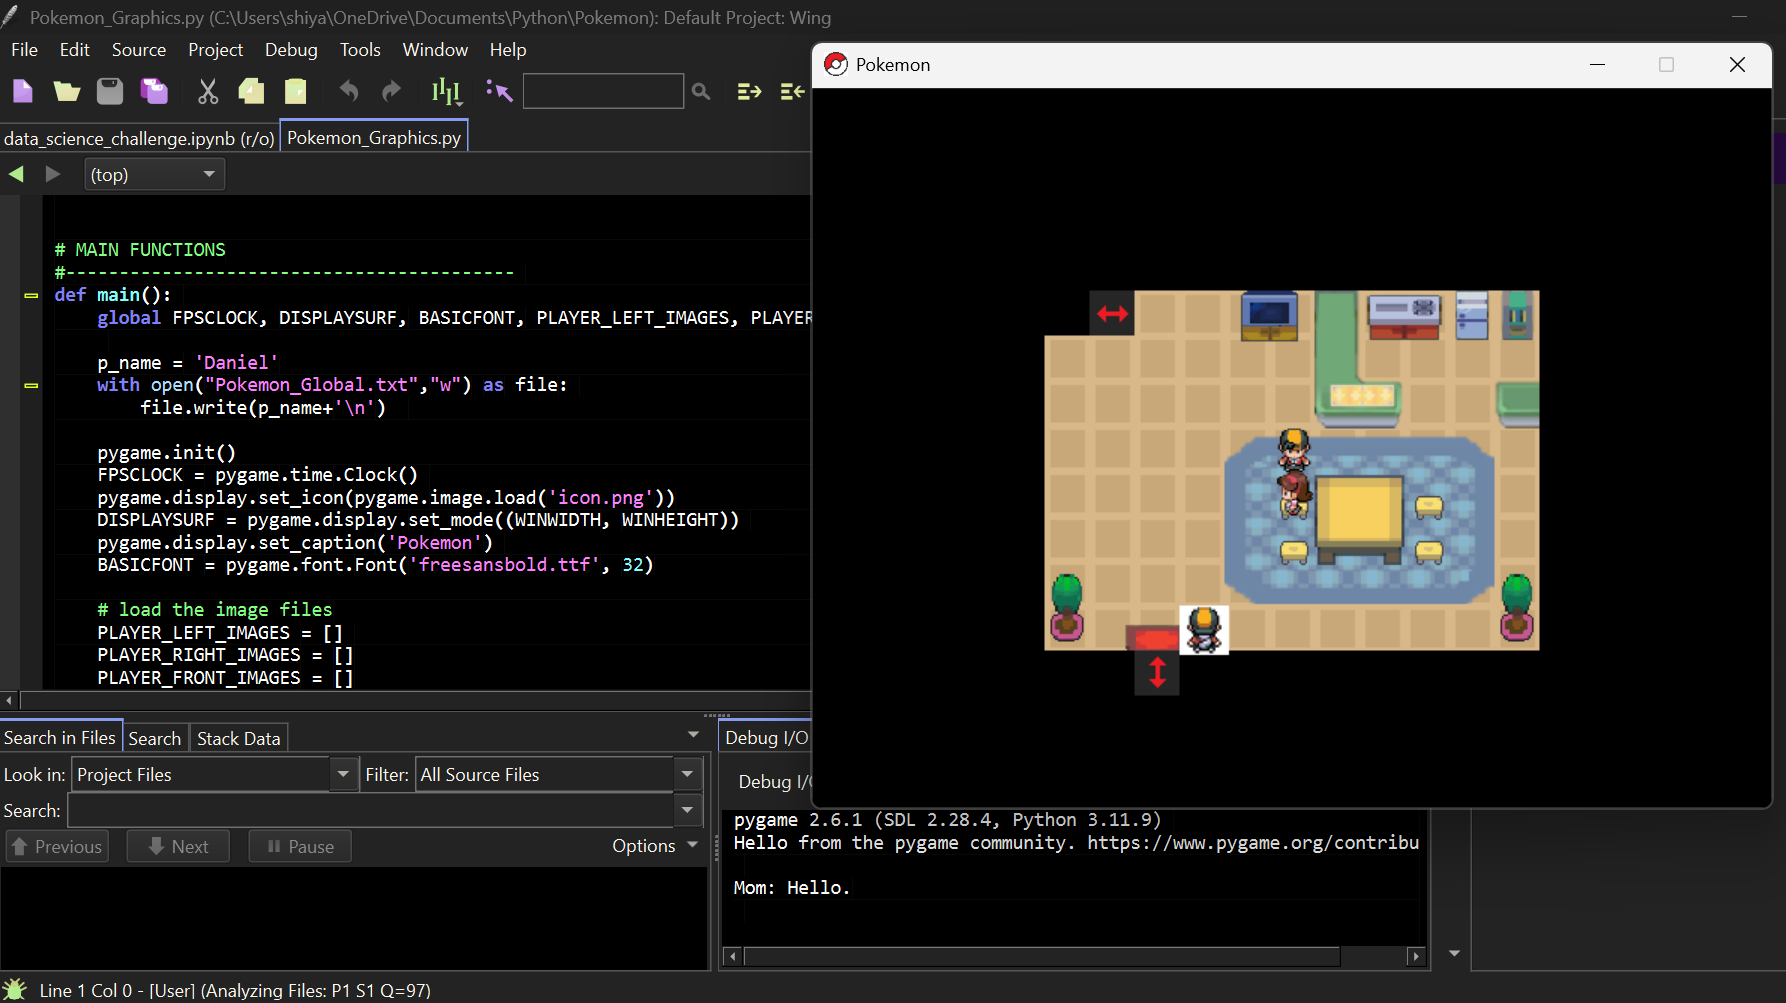 Pokemon_Graphics.py (C:\Users\shiya\OneDrive\Documents\Python\Pokemon): Default Project: Wing
File Edit Source Project Debug Tools Window Help
Pokemon
data_science_challenge.ipynb (r/o) Pokemon_Graphics.py
(top)
# MAIN FUNCTIONS
#------------------------------------------
def main():
    global FPSCLOCK, DISPLAYSURF, BASICFONT, PLAYER_LEFT_IMAGES, PLAYER
    p_name = 'Daniel'
    with open("Pokemon_Global.txt","w") as file:
        file.write(p_name+'\n')
    pygame.init()
    FPSCLOCK = pygame.time.Clock()
    pygame.display.set_icon(pygame.image.load('icon.png'))
    DISPLAYSURF = pygame.display.set_mode((WINWIDTH, WINHEIGHT))
    pygame.display.set_caption('Pokemon')
    BASICFONT = pygame.font.Font('freesansbold.ttf', 32)
    # load the image files
    PLAYER_LEFT_IMAGES = []
    PLAYER_RIGHT_IMAGES = []
    PLAYER_FRONT_IMAGES = []
Search in Files Search Stack Data
Look in: Project Files Filter: All Source Files
Search:
Previous Next Pause Options
Debug I/O
Debug I/
pygame 2.6.1 (SDL 2.28.4, Python 3.11.9)
Hello from the pygame community. https://www.pygame.org/contribu
Mom: Hello.
Line 1 Col 0 - [User] (Analyzing Files: P1 S1 Q=97)